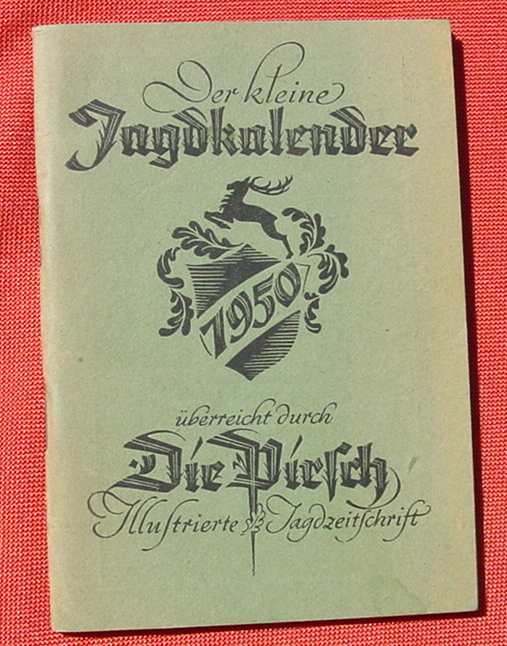 Der kleine
Jagdkalender
1950
überreicht durch
Die Pirsch
Illustrierte Jagdzeitschrift